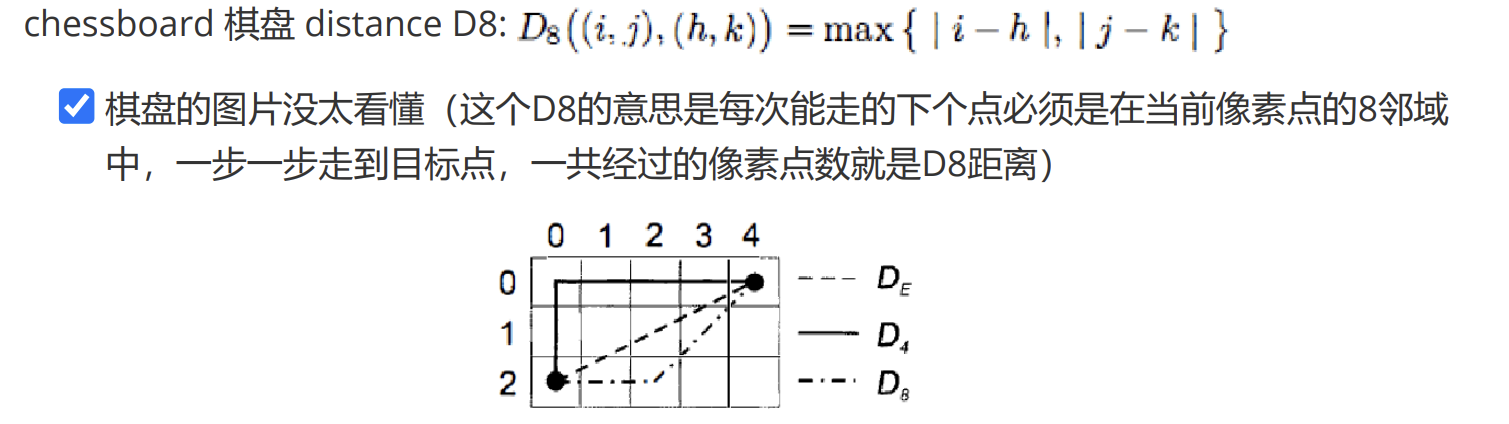 chessboard 棋盘 distance D8: D₈((i, j), (h, k)) = max{ | i − h |, | j − k | }
棋盘的图片没太看懂（这个D8的意思是每次能走的下个点必须是在当前像素点的8邻域
中，一步一步走到目标点，一共经过的像素点数就是D8距离）
0 1 2 3 4
0
1
2
D_E
D₄
D₈